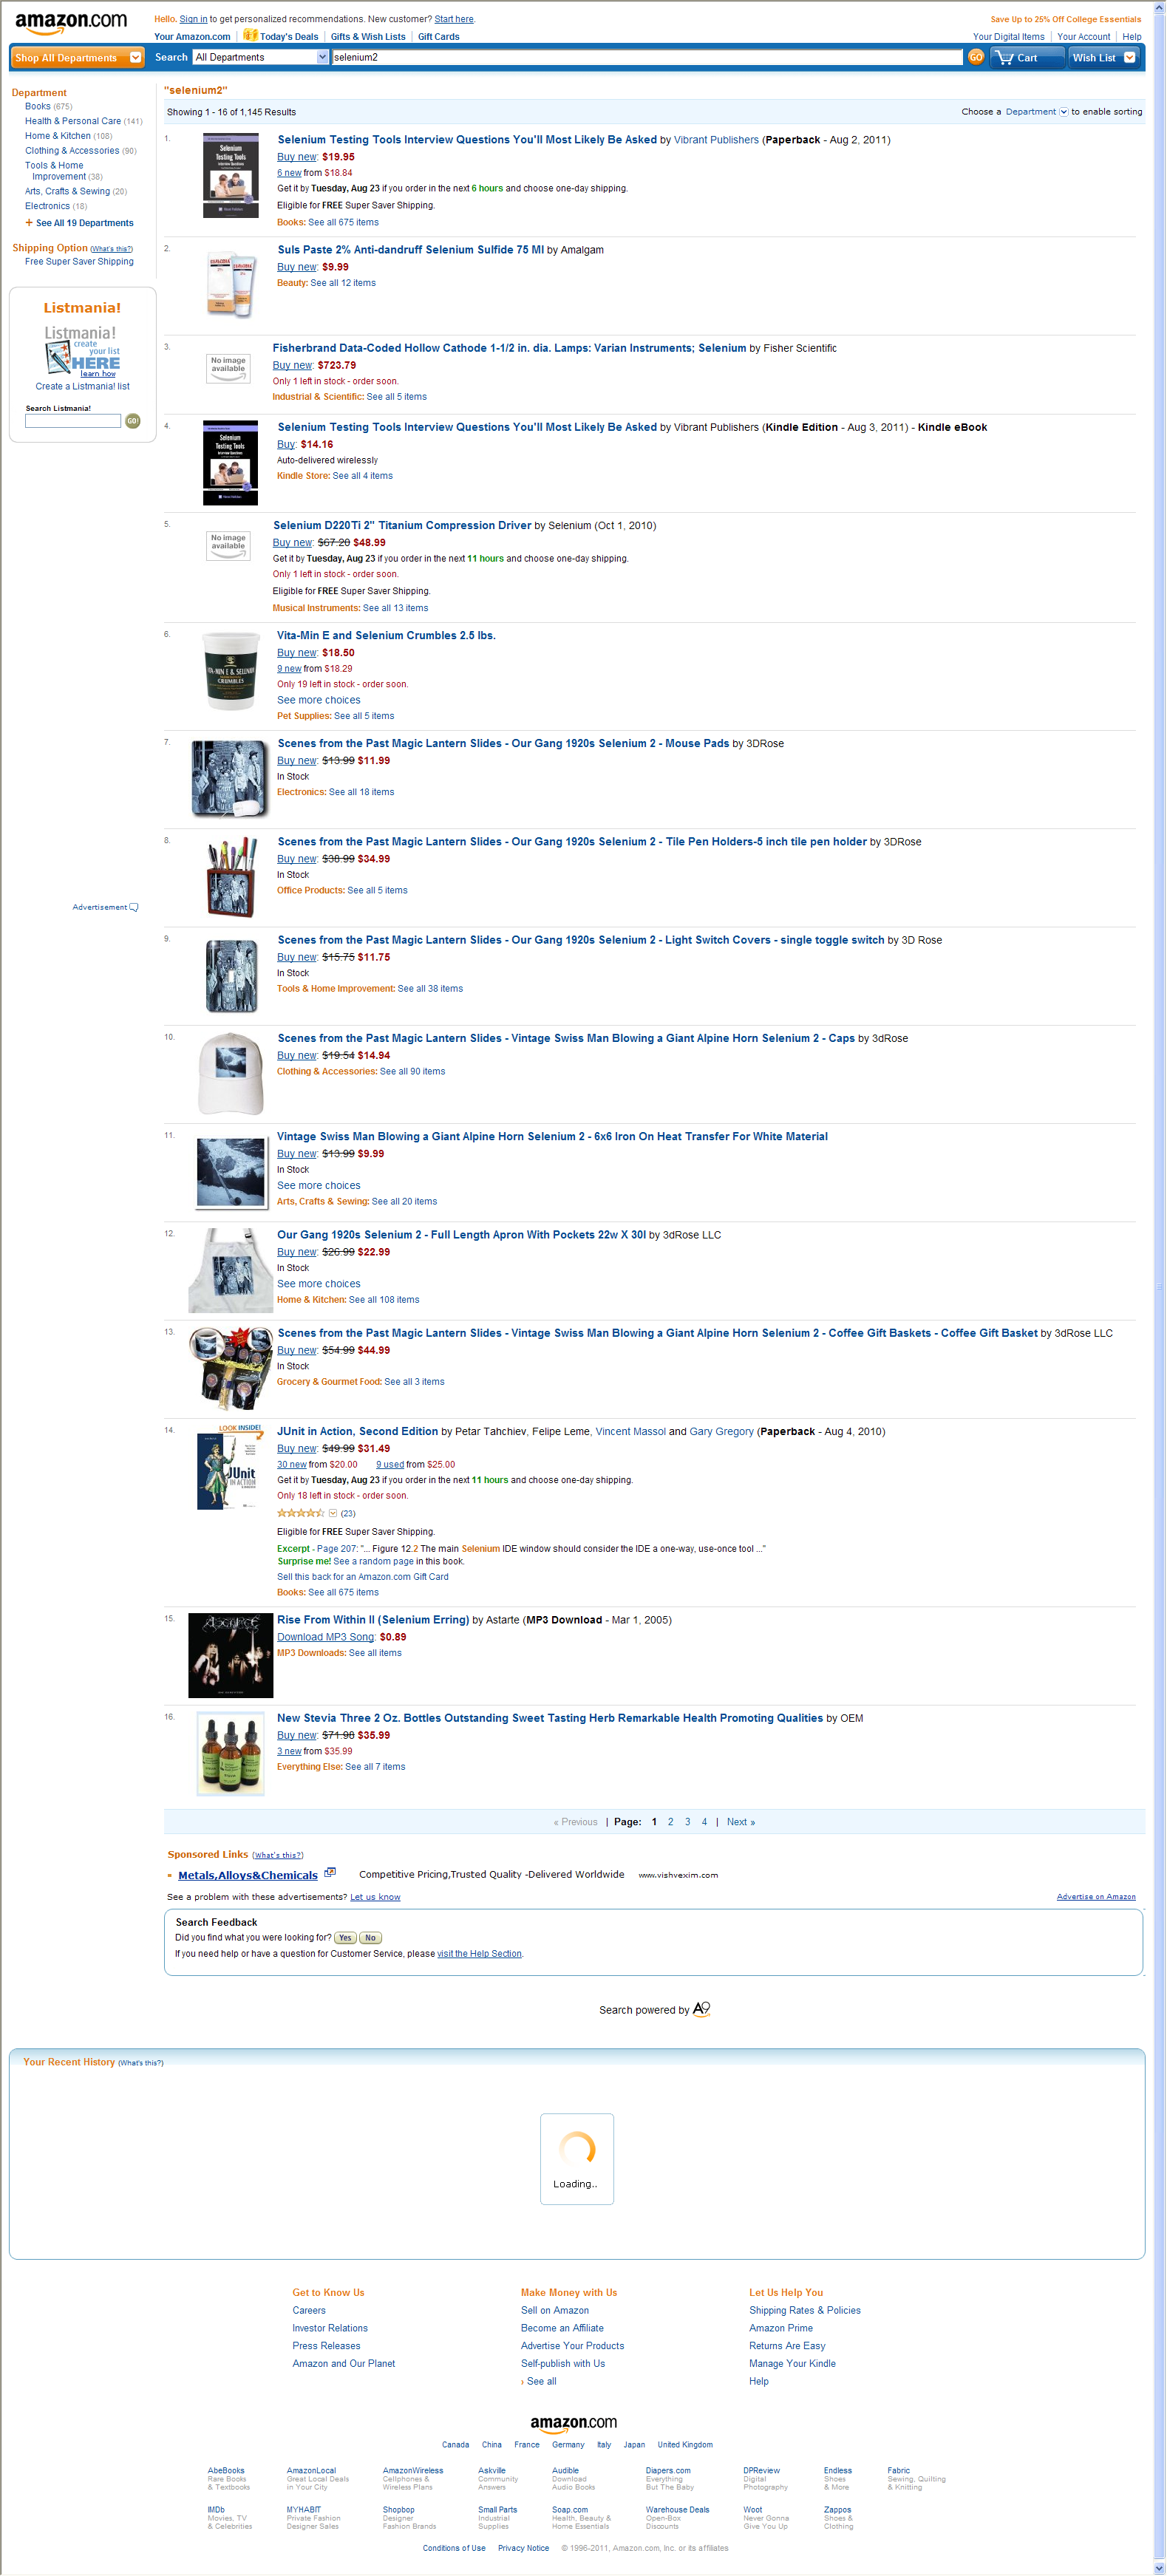 amazon.com
Hello. Sign in to get personalized recommendations. New customer? Start here.
Save Up to 25% Off College Essentials
Your Amazon.com | Today's Deals | Gifts & Wish Lists | Gift Cards
Your Digital Items | Your Account | Help
Shop All Departments Search All Departments selenium2 GO Cart Wish List
Department
Books (675)
Health & Personal Care (141)
Home & Kitchen (108)
Clothing & Accessories (90)
Tools & Home
Improvement (38)
Arts, Crafts & Sewing (20)
Electronics (18)
+ See All 19 Departments
Shipping Option (What's this?)
Free Super Saver Shipping
Listmania!
Listmania!
create
your list
HERE
learn how
Create a Listmania! list
Search Listmania!
GO!
Advertisement
"selenium2"
Showing 1 - 16 of 1,145 Results
Choose a Department to enable sorting
1.
Selenium
Testing Tools
Selenium Testing Tools Interview Questions You'll Most Likely Be Asked by Vibrant Publishers (Paperback - Aug 2, 2011)
Buy new: $19.95
6 new from $18.84
Get it by Tuesday, Aug 23 if you order in the next 6 hours and choose one-day shipping.
Eligible for FREE Super Saver Shipping.
Books: See all 675 items
2.
Suls Paste 2% Anti-dandruff Selenium Sulfide 75 Ml by Amalgam
Buy new: $9.99
Beauty: See all 12 items
3.
No image
available
Fisherbrand Data-Coded Hollow Cathode 1-1/2 in. dia. Lamps: Varian Instruments; Selenium by Fisher Scientific
Buy new: $723.79
Only 1 left in stock - order soon.
Industrial & Scientific: See all 5 items
4.
Selenium
Testing Tools
Selenium Testing Tools Interview Questions You'll Most Likely Be Asked by Vibrant Publishers (Kindle Edition - Aug 3, 2011) - Kindle eBook
Buy: $14.16
Auto-delivered wirelessly
Kindle Store: See all 4 items
5.
No image
available
Selenium D220Ti 2" Titanium Compression Driver by Selenium (Oct 1, 2010)
Buy new: $67.20 $48.99
Get it by Tuesday, Aug 23 if you order in the next 11 hours and choose one-day shipping.
Only 1 left in stock - order soon.
Eligible for FREE Super Saver Shipping.
Musical Instruments: See all 13 items
6.
VITA-MIN E & SELENIUM
CRUMBLES
Vita-Min E and Selenium Crumbles 2.5 lbs.
Buy new: $18.50
9 new from $18.29
Only 19 left in stock - order soon.
See more choices
Pet Supplies: See all 5 items
7.
Scenes from the Past Magic Lantern Slides - Our Gang 1920s Selenium 2 - Mouse Pads by 3DRose
Buy new: $13.99 $11.99
In Stock
Electronics: See all 18 items
8.
Scenes from the Past Magic Lantern Slides - Our Gang 1920s Selenium 2 - Tile Pen Holders-5 inch tile pen holder by 3DRose
Buy new: $38.99 $34.99
In Stock
Office Products: See all 5 items
9.
Scenes from the Past Magic Lantern Slides - Our Gang 1920s Selenium 2 - Light Switch Covers - single toggle switch by 3D Rose
Buy new: $15.75 $11.75
In Stock
Tools & Home Improvement: See all 38 items
10.
Scenes from the Past Magic Lantern Slides - Vintage Swiss Man Blowing a Giant Alpine Horn Selenium 2 - Caps by 3dRose
Buy new: $19.54 $14.94
Clothing & Accessories: See all 90 items
11.
Vintage Swiss Man Blowing a Giant Alpine Horn Selenium 2 - 6x6 Iron On Heat Transfer For White Material
Buy new: $13.99 $9.99
In Stock
See more choices
Arts, Crafts & Sewing: See all 20 items
12.
Our Gang 1920s Selenium 2 - Full Length Apron With Pockets 22w X 30l by 3dRose LLC
Buy new: $26.99 $22.99
In Stock
See more choices
Home & Kitchen: See all 108 items
13.
Scenes from the Past Magic Lantern Slides - Vintage Swiss Man Blowing a Giant Alpine Horn Selenium 2 - Coffee Gift Baskets - Coffee Gift Basket by 3dRose LLC
Buy new: $54.99 $44.99
In Stock
Grocery & Gourmet Food: See all 3 items
14.
LOOK INSIDE!
JUnit
IN ACTION
JUnit in Action, Second Edition by Petar Tahchiev, Felipe Leme, Vincent Massol and Gary Gregory (Paperback - Aug 4, 2010)
Buy new: $49.99 $31.49
30 new from $20.00 9 used from $25.00
Get it by Tuesday, Aug 23 if you order in the next 11 hours and choose one-day shipping.
Only 18 left in stock - order soon.
(23)
Eligible for FREE Super Saver Shipping.
Excerpt - Page 207: "... Figure 12.2 The main Selenium IDE window should consider the IDE a one-way, use-once tool ..."
Surprise me! See a random page in this book.
Sell this back for an Amazon.com Gift Card
Books: See all 675 items
15.
Rise From Within II (Selenium Erring) by Astarte (MP3 Download - Mar 1, 2005)
Download MP3 Song: $0.89
MP3 Downloads: See all items
16.
New Stevia Three 2 Oz. Bottles Outstanding Sweet Tasting Herb Remarkable Health Promoting Qualities by OEM
Buy new: $71.98 $35.99
3 new from $35.99
Everything Else: See all 7 items
« Previous | Page: 1 2 3 4 | Next »
Sponsored Links (What's this?)
Metals,Alloys&Chemicals Competitive Pricing,Trusted Quality -Delivered Worldwide www.vishvexim.com
See a problem with these advertisements? Let us know
Advertise on Amazon
Search Feedback
Did you find what you were looking for? Yes No
If you need help or have a question for Customer Service, please visit the Help Section.
Search powered by A9
Your Recent History (What's this?)
Loading..
Get to Know Us
Careers
Investor Relations
Press Releases
Amazon and Our Planet
Make Money with Us
Sell on Amazon
Become an Affiliate
Advertise Your Products
Self-publish with Us
› See all
Let Us Help You
Shipping Rates & Policies
Amazon Prime
Returns Are Easy
Manage Your Kindle
Help
amazon.com
Canada China France Germany Italy Japan United Kingdom
AbeBooks
Rare Books
& Textbooks
AmazonLocal
Great Local Deals
in Your City
AmazonWireless
Cellphones &
Wireless Plans
Askville
Community
Answers
Audible
Download
Audio Books
Diapers.com
Everything
But The Baby
DPReview
Digital
Photography
Endless
Shoes
& More
Fabric
Sewing, Quilting
& Knitting
IMDb
Movies, TV
& Celebrities
MYHABIT
Private Fashion
Designer Sales
Shopbop
Designer
Fashion Brands
Small Parts
Industrial
Supplies
Soap.com
Health, Beauty &
Home Essentials
Warehouse Deals
Open-Box
Discounts
Woot
Never Gonna
Give You Up
Zappos
Shoes &
Clothing
Conditions of Use Privacy Notice © 1996-2011, Amazon.com, Inc. or its affiliates